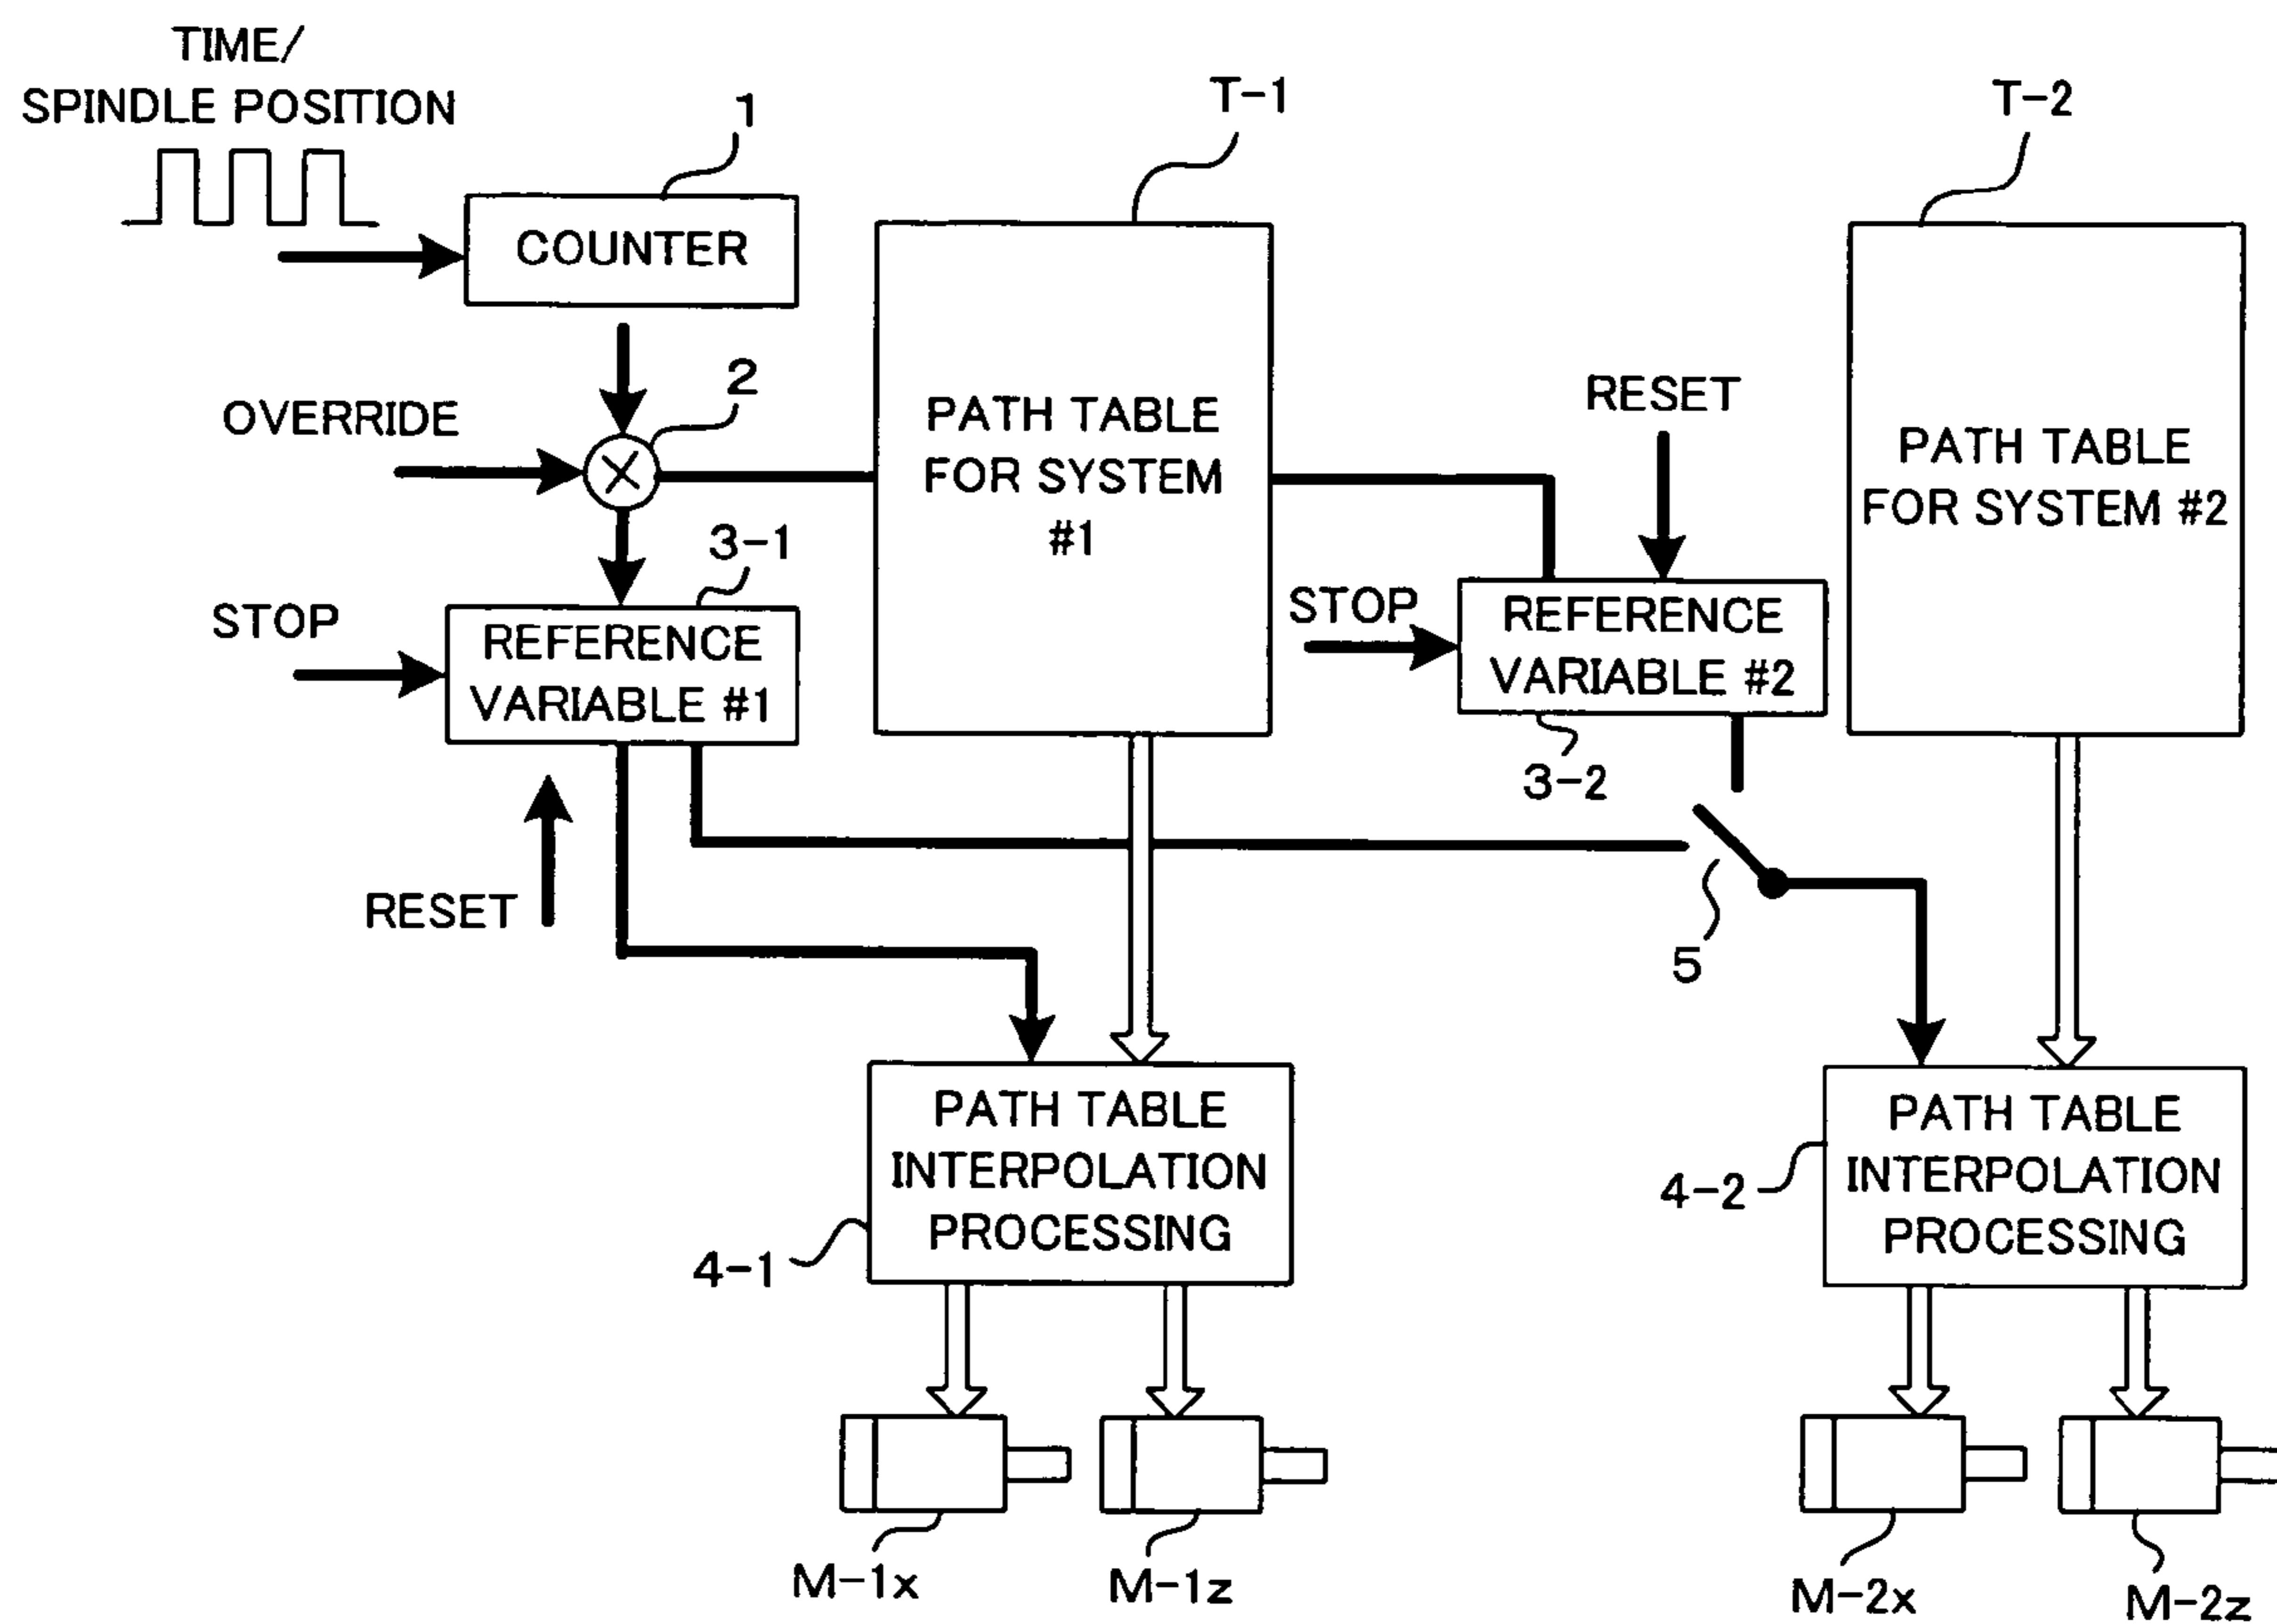 TIME/
SPINDLE POSITION
1
COUNTER
T-1
T-2
2
OVERRIDE
PATH TABLE
FOR SYSTEM
#1
RESET
PATH TABLE
FOR SYSTEM #2
3-1
STOP
REFERENCE
VARIABLE #1
STOP
REFERENCE
VARIABLE #2
3-2
RESET
5
PATH TABLE
INTERPOLATION
PROCESSING
4-1
PATH TABLE
INTERPOLATION
PROCESSING
4-2
M-1x
M-1z
M-2x
M-2z